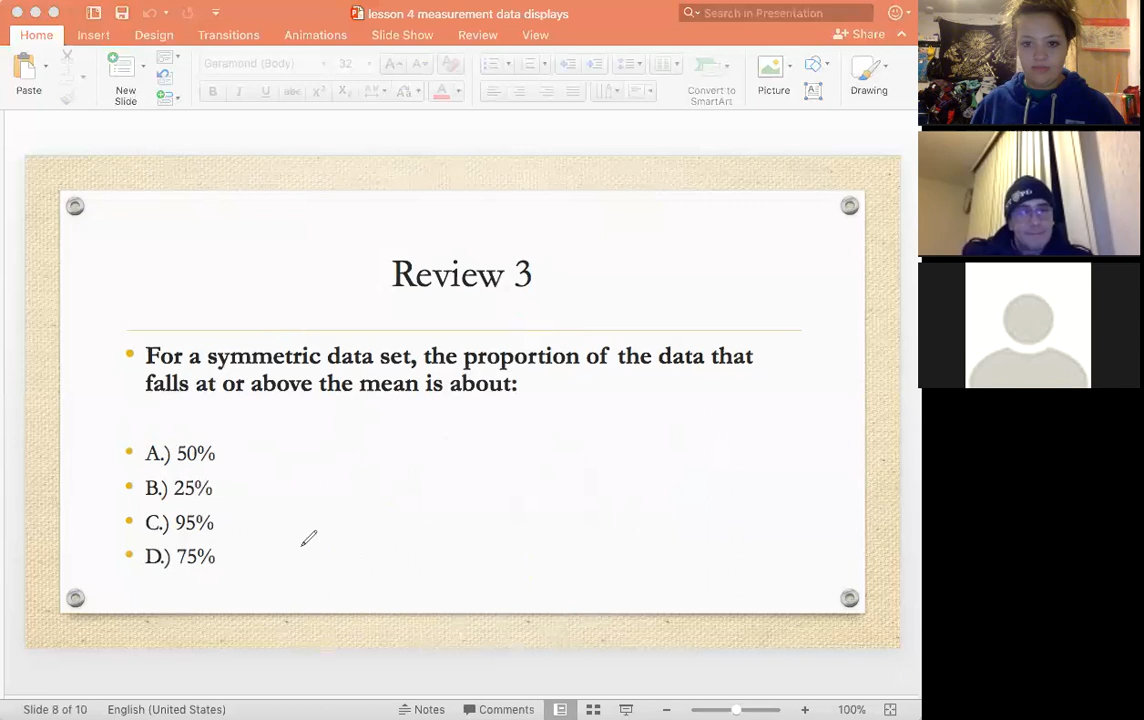 lesson 4 measurement data displays
Search in Presentation
Home Insert Design Transitions Animations Slide Show Review View Share
Garamond (Body) 32
Paste New Slide Convert to SmartArt Picture Drawing
Review 3
For a symmetric data set, the proportion of the data that
falls at or above the mean is about:
A.) 50%
B.) 25%
C.) 95%
D.) 75%
Slide 8 of 10 English (United States) Notes Comments 100%